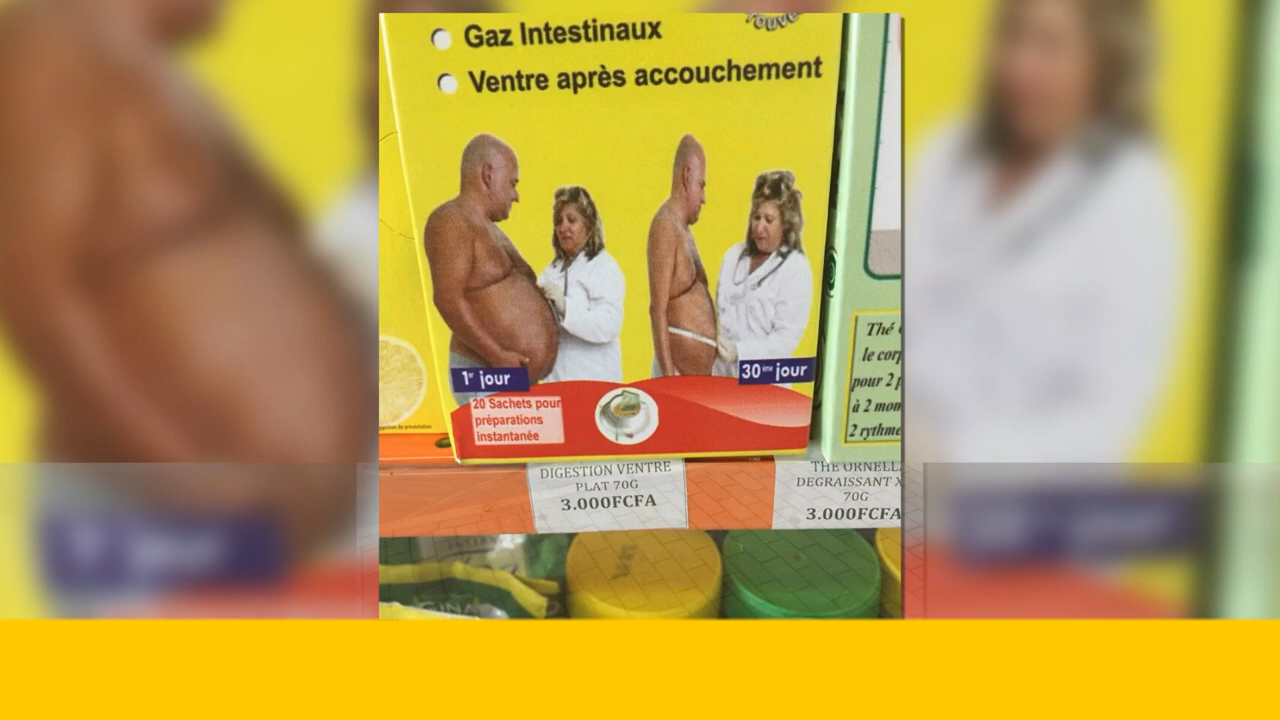 Gaz Intestinaux
Ventre après accouchement
1er jour
30ème jour
20 Sachets pour
préparations
instantanée
Thé
le corp
pour 2 p
à 2 mon
2 rythme
DIGESTION VENTRE
PLAT 70G
3.000FCFA
THE ORNELLA
DEGRAISSANT X
70G
3.000FCFA